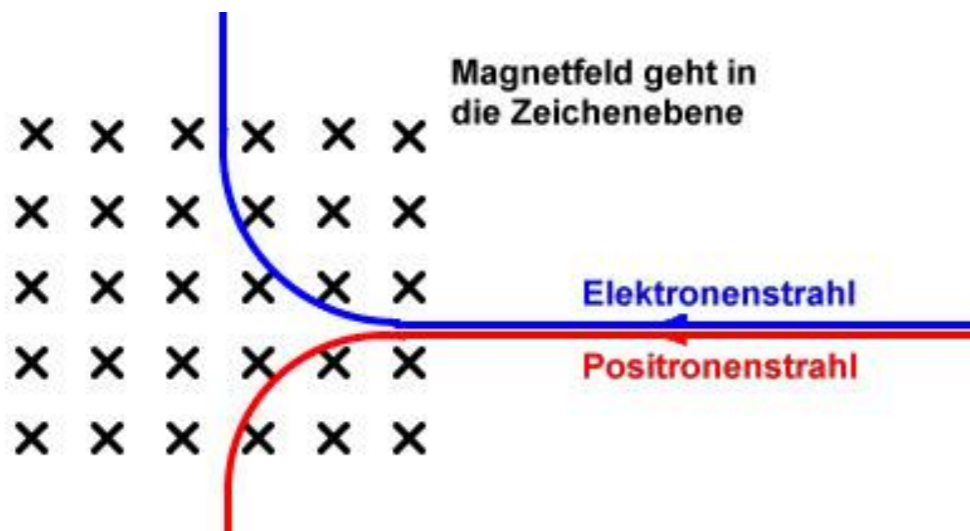 Magnetfeld geht in
die Zeichenebene
Elektronenstrahl
Positronenstrahl